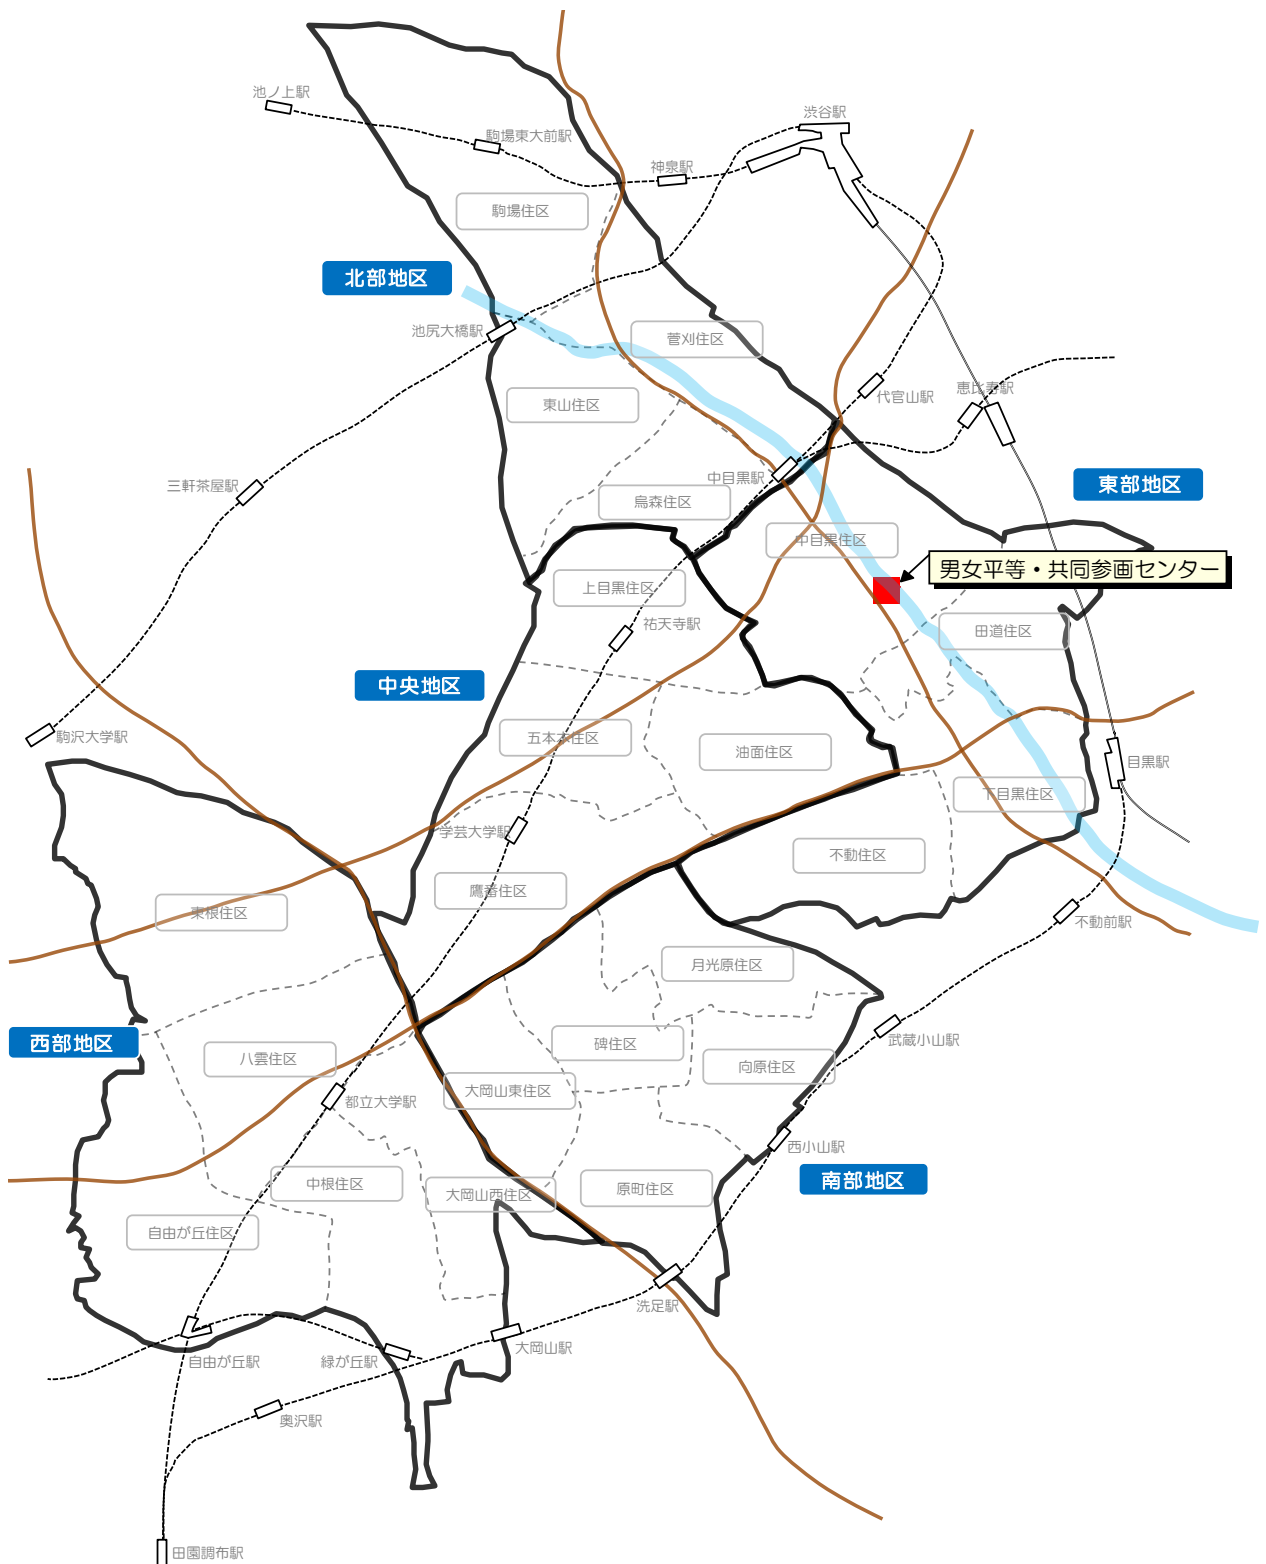 池ノ上駅
渋谷駅
駒場東大前駅
神泉駅
駒場住区
北部地区
池尻大橋駅
菅刈住区
代官山駅
恵比寿駅
東山住区
中目黒駅
三軒茶屋駅
東部地区
烏森住区
中目黒住区
男女平等・共同参画センター
上目黒住区
祐天寺駅
田道住区
中央地区
駒沢大学駅
五本木住区
油面住区
目黒駅
下目黒住区
学芸大学駅
不動住区
鷹番住区
東根住区
不動前駅
月光原住区
西部地区
武蔵小山駅
碑住区
八雲住区
向原住区
大岡山東住区
都立大学駅
西小山駅
南部地区
中根住区
原町住区
大岡山西住区
自由が丘住区
洗足駅
大岡山駅
自由が丘駅
緑が丘駅
奥沢駅
田園調布駅